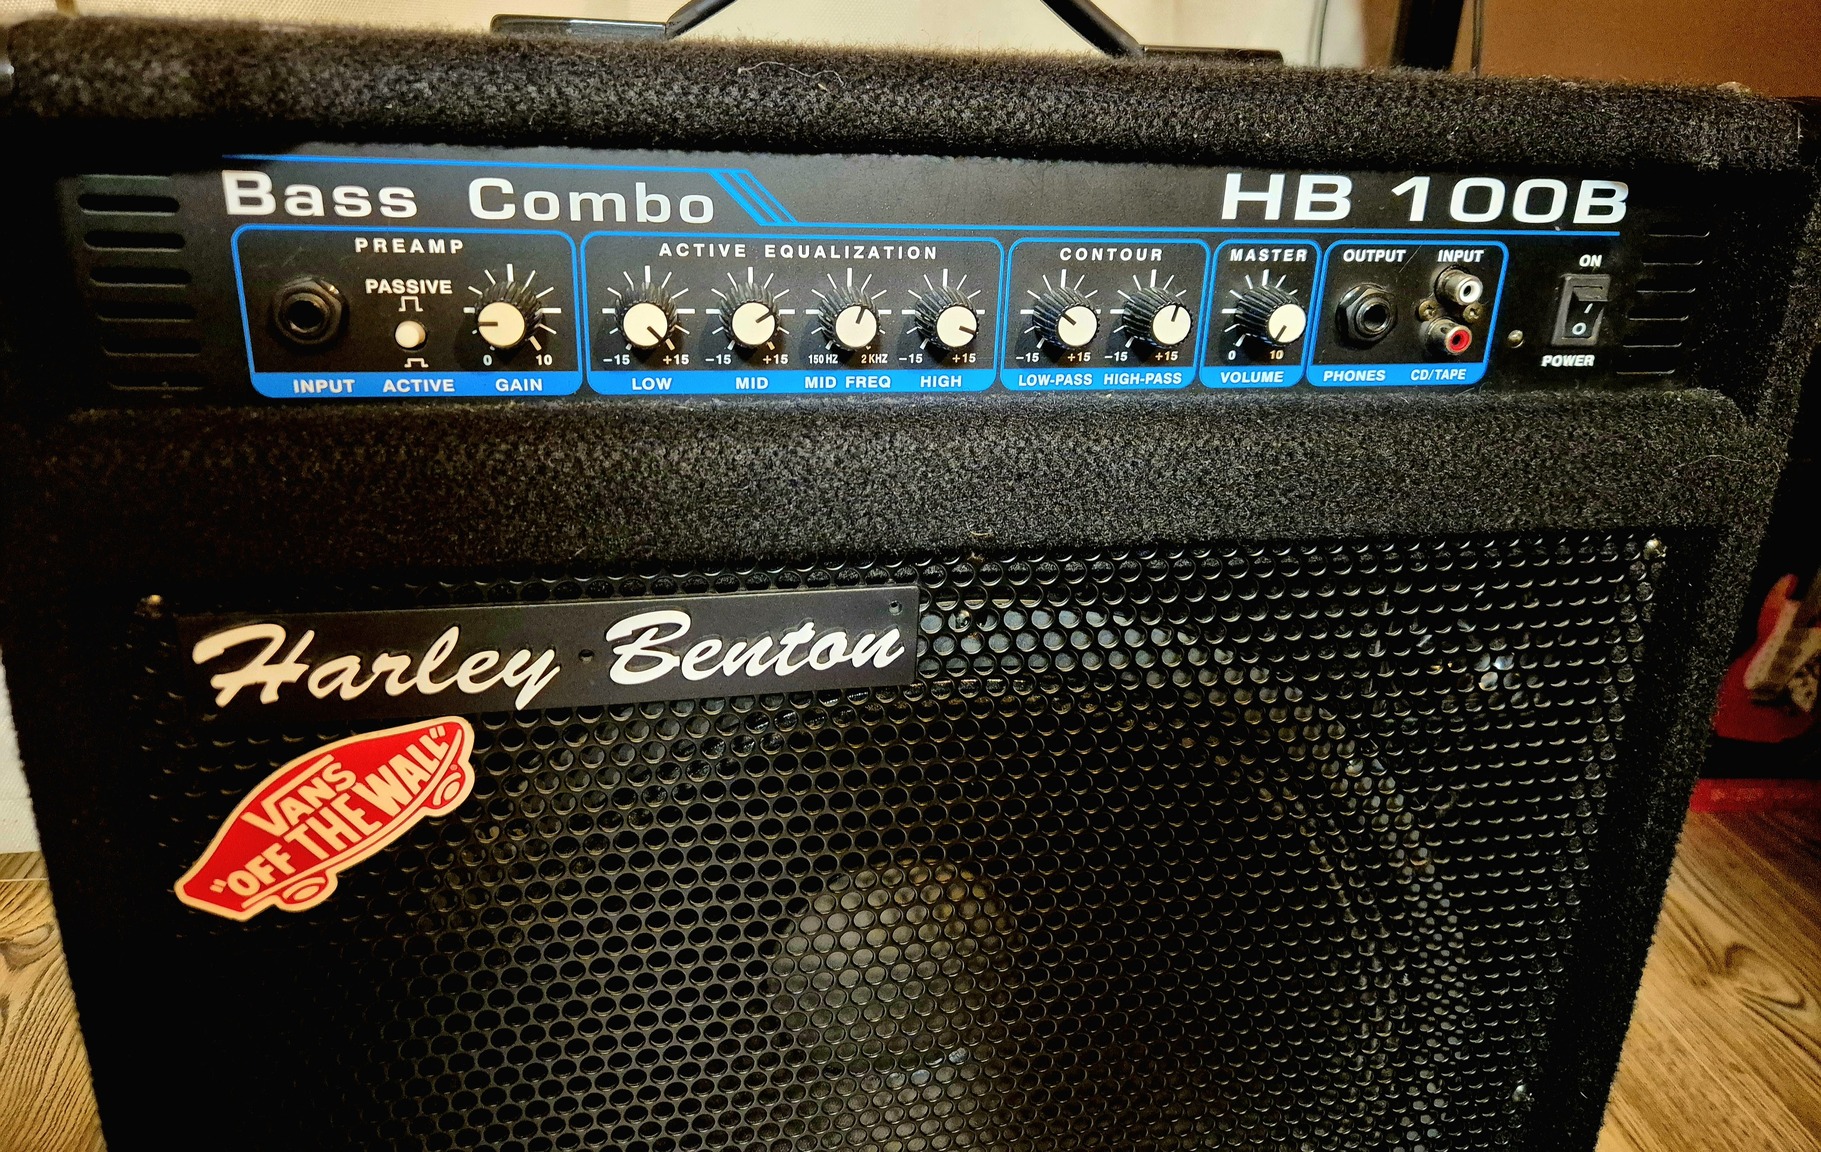 Bass Combo
HB 100B
PREAMP
PASSIVE
0 10
INPUT ACTIVE GAIN
ACTIVE EQUALIZATION
-15 +15 -15 +15 150 HZ 2 KHZ -15 +15
LOW MID MID FREQ HIGH
CONTOUR
-15 +15 -15 +15
LOW-PASS HIGH-PASS
MASTER
0 10
VOLUME
OUTPUT INPUT
PHONES CD/TAPE
ON
POWER
Harley Benton
VANS
"OFF THE WALL"